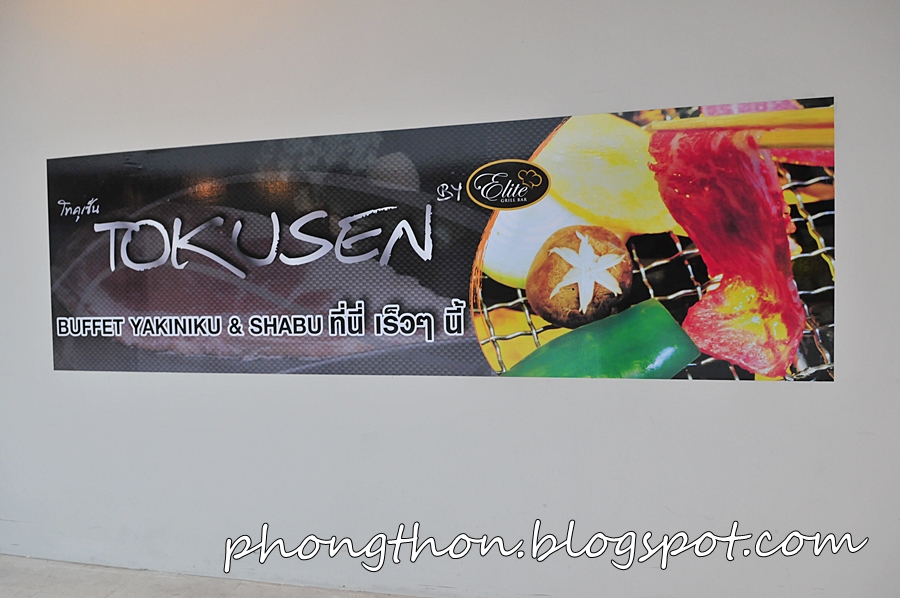 โทคุเซ็น
TOKUSEN
BY Elite
GRILL BAR
BUFFET YAKINIKU & SHABU ที่นี่ เร็วๆ นี้
phongthon.blogspot.com